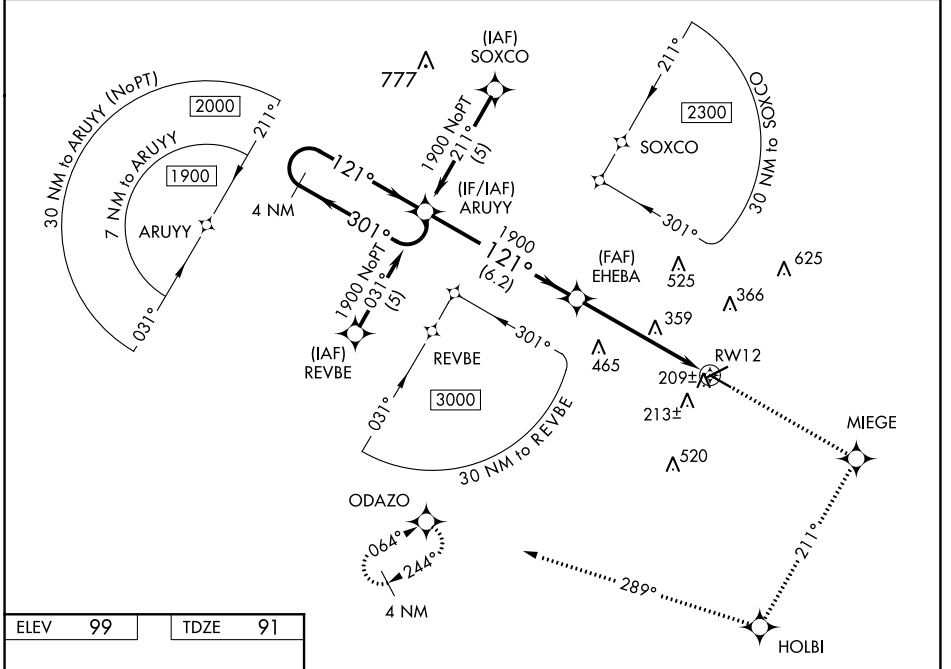 (IAF)
SOXCO
777
211°
SOXCO
2300
30 NM to SOXCO
301°
30 NM to ARUYY (NoPT)
2000
211°
7 NM to ARUYY
1900
ARUYY
031°
1900 NoPT
211°
(5)
121°
4 NM
301°
(IF/IAF)
ARUYY
1900
121°
(6.2)
(FAF)
EHEBA
1900 NoPT
031°
(5)
(IAF)
REVBE
525
625
366
359
465
RW12
209±
213±
520
301°
REVBE
3000
031°
30 NM to REVBE
MIEGE
ODAZO
064°
244°
4 NM
211°
289°
HOLBI
ELEV 99
TDZE 91